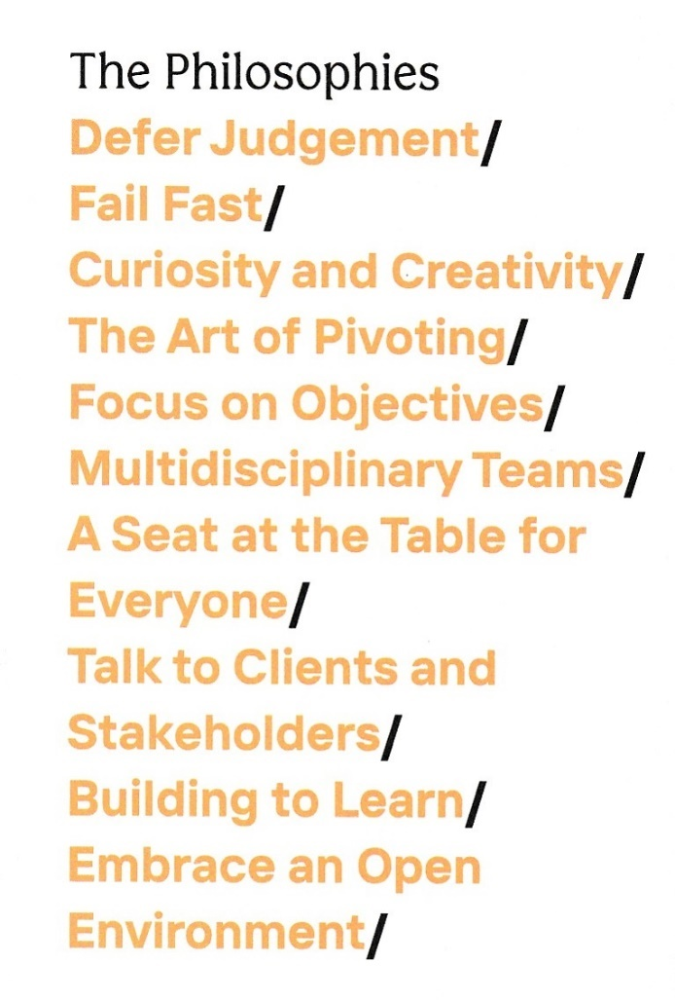 The Philosophies
Defer Judgement/
Fail Fast/
Curiosity and Creativity/
The Art of Pivoting/
Focus on Objectives/
Multidisciplinary Teams/
A Seat at the Table for
Everyone/
Talk to Clients and
Stakeholders/
Building to Learn/
Embrace an Open
Environment/